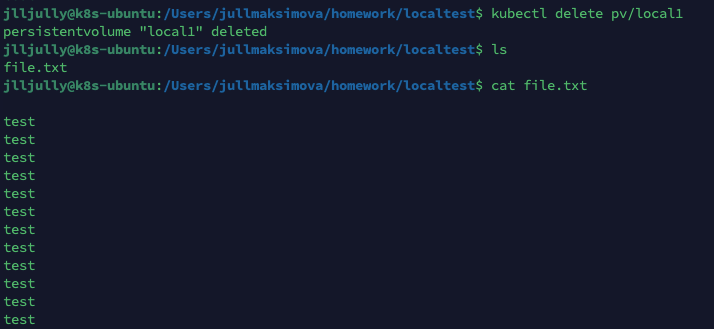 jlljully@k8s-ubuntu:/Users/jullmaksimova/homework/localtest$ kubectl delete pv/local1
persistentvolume "local1" deleted
jlljully@k8s-ubuntu:/Users/jullmaksimova/homework/localtest$ ls
file.txt
jlljully@k8s-ubuntu:/Users/jullmaksimova/homework/localtest$ cat file.txt
test
test
test
test
test
test
test
test
test
test
test
test